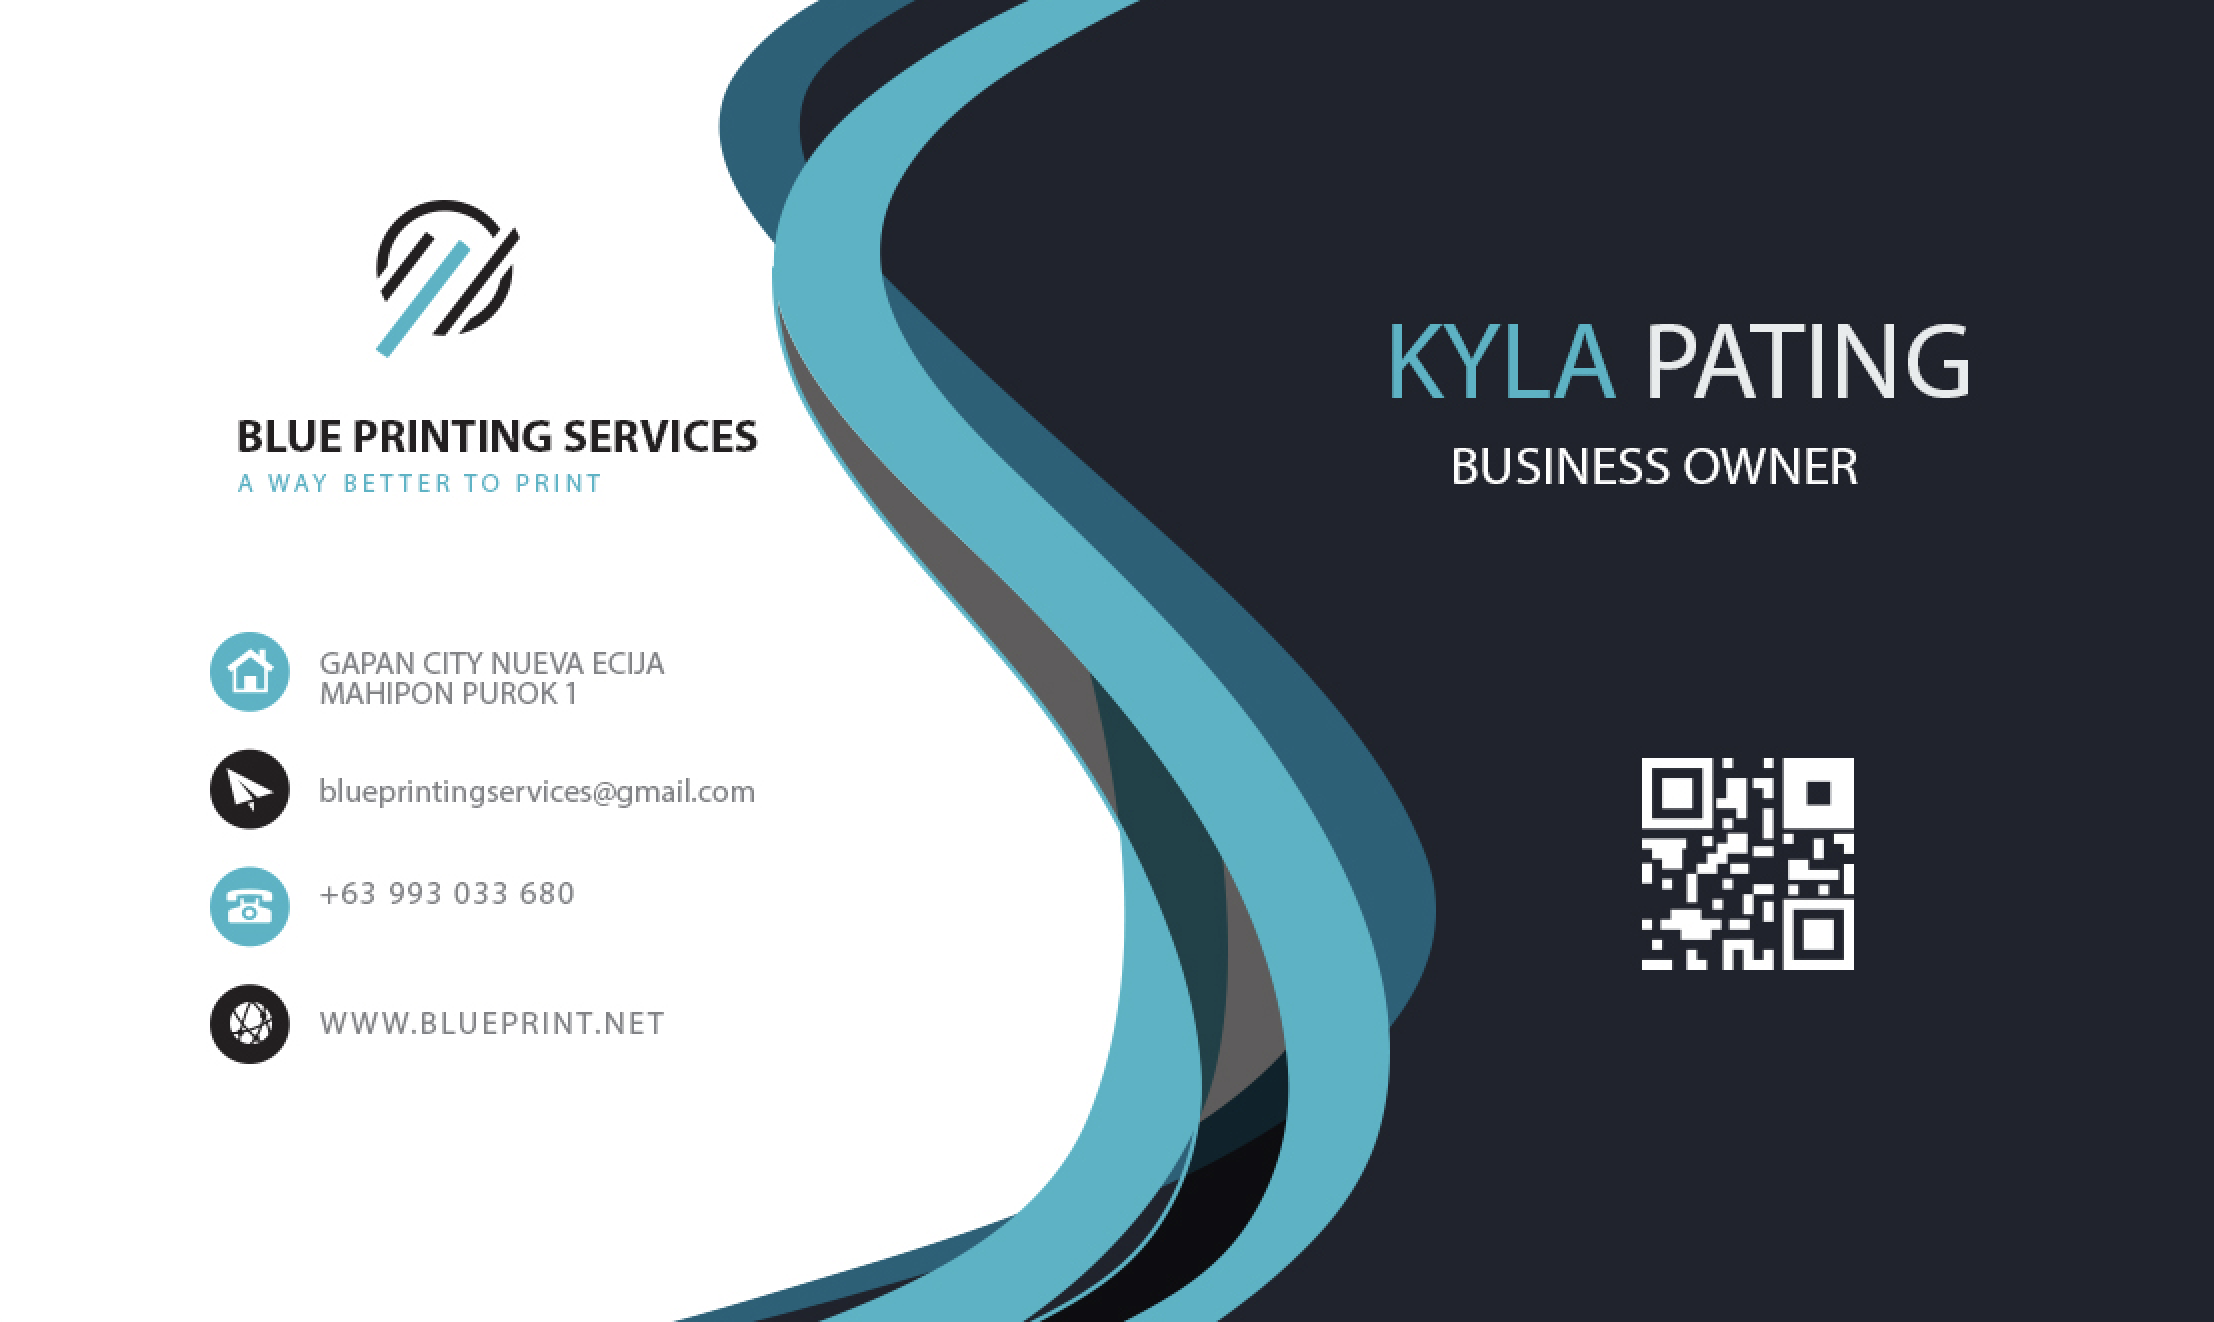 BLUE PRINTING SERVICES
A WAY BETTER TO PRINT
GAPAN CITY NUEVA ECIJA
MAHIPON PUROK 1
blueprintingservices@gmail.com
+63 993 033 680
WWW.BLUEPRINT.NET
KYLA PATING
BUSINESS OWNER